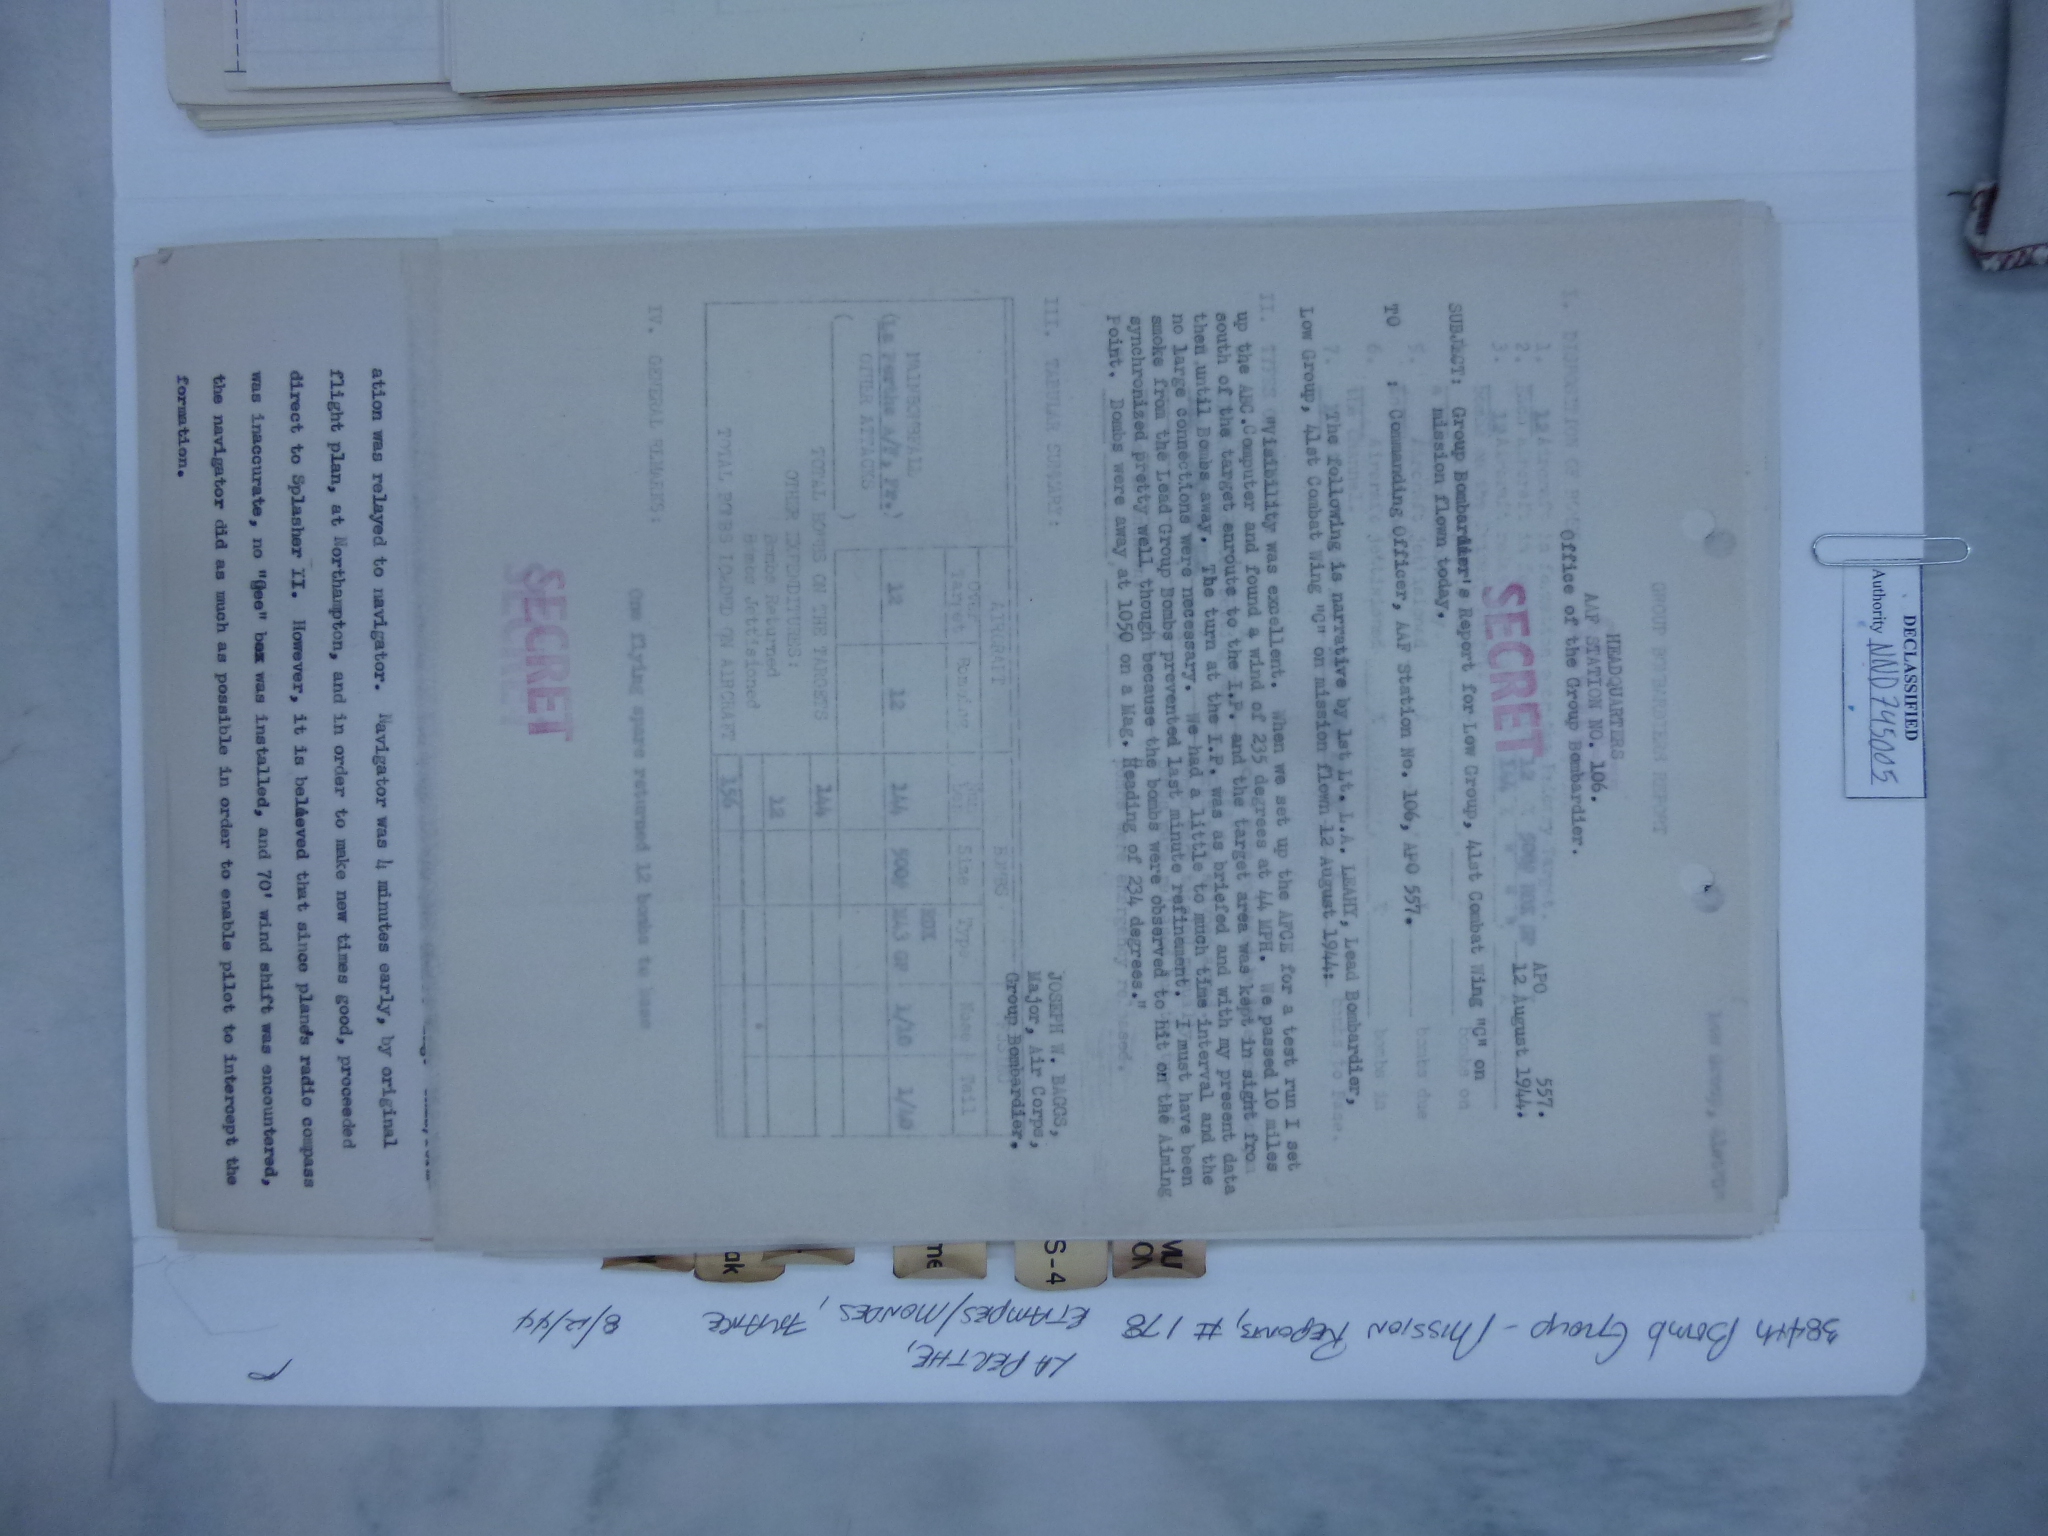 DECLASSIFIED
Authority NND745005
GROUP BOMBARDIERS REPORT
HEADQUARTERS
AAF STATION NO. 106.
Office of the Group Bombardier.
APO 557.
12 August 1944.
SECRET
SUBJECT: Group Bombardier's Report for Low Group, 41st Combat Wing "C" on
mission flown today.
TO : Commanding Officer, AAF Station No. 106, APO 557.
"The following is narrative by 1st Lt. L.A. LEAHY, Lead Bombardier,
Low Group, 41st Combat Wing "C" on mission flown 12 August 1944:
"Visibility was excellent. When we set up the AFCE for a test run I set
up the ABC.Computer and found a wind of 235 degrees at 44 MPH. We passed 10 miles
south of the target enroute to the I.P. and the target area was kept in sight from
then until Bombs away. The turn at the I.P. was as briefed and with my present data
no large connections were necessary. We had a little to much time interval and the
smoke from the Lead Group Bombs prevented last minute refinement. I must have been
synchronized pretty well though because the bombs were observed to hit on the Aiming
Point. Bombs were away at 1050 on a Mag. Heading of 234 degrees."
JOSEPH W. BAGGS,
Major, Air Corps,
Group Bombardier.
III. TABULAR SUMMARY:
AIRCRAFT
BOMBS
Target
Bombing
Size
Type
Nose
Tail
MAIN
(La Perthe A/F, Fr.)
12
12
144
500#
RDX
GP
1/10
1/40
OTHER ATTACKS
TOTAL BOMBS ON THE TARGETS
144
OTHER EXPENDITURES:
Bombs Returned
12
Bombs Jettisoned
TOTAL BOMBS LOADED ON AIRCRAFT
156
IV. GENERAL REMARKS:
One flying spare returned 12 bombs to base
SECRET
ation was relayed to navigator. Navigator was 4 minutes early, by original
flight plan, at Northampton, and in order to make new times good, proceeded
direct to Splasher II. However, it is believed that since plane's radio compass
was inaccurate, no "Gee" box was installed, and 70' wind shift was encountered,
the navigator did as much as possible in order to enable pilot to intercept the
formation.
S-4
ne
ak
384th Bomb Group - Mission Reports, # 178
LA PERTHE,
ETAMPES/MONDES, FRANCE
8/12/44